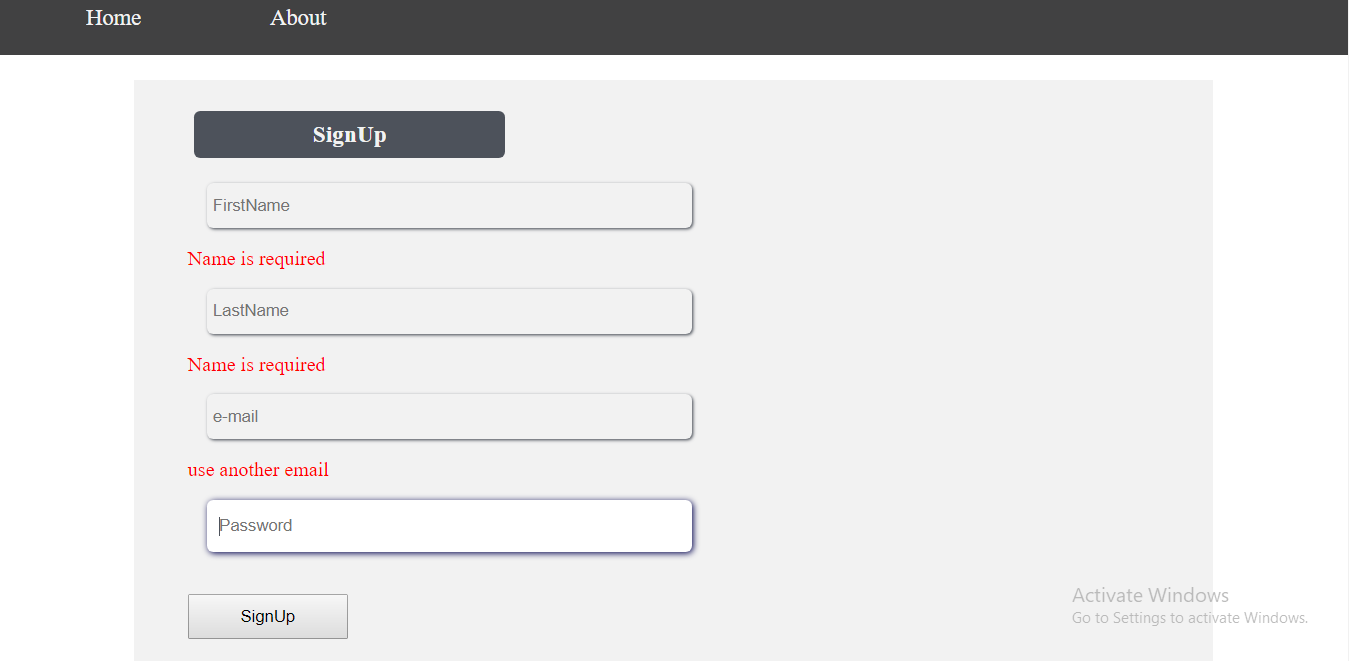 Home About
SignUp
FirstName
Name is required
LastName
Name is required
e-mail
use another email
Password
SignUp
Activate Windows
Go to Settings to activate Windows.